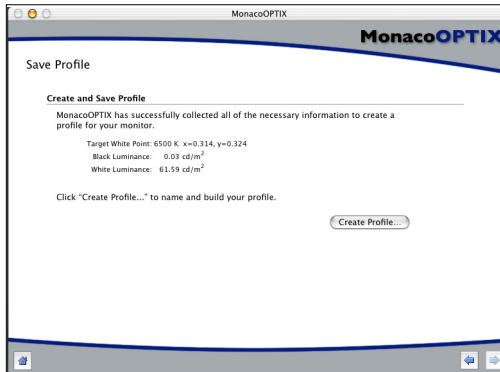 MonacoOPTIX
MonacoOPTIX
Save Profile
Create and Save Profile
MonacoOPTIX has successfully collected all of the necessary information to create a
profile for your monitor.
Target White Point: 6500 K x=0.314, y=0.324
Black Luminance: 0.03 cd/m²
White Luminance: 61.59 cd/m²
Click "Create Profile..." to name and build your profile.
Create Profile...